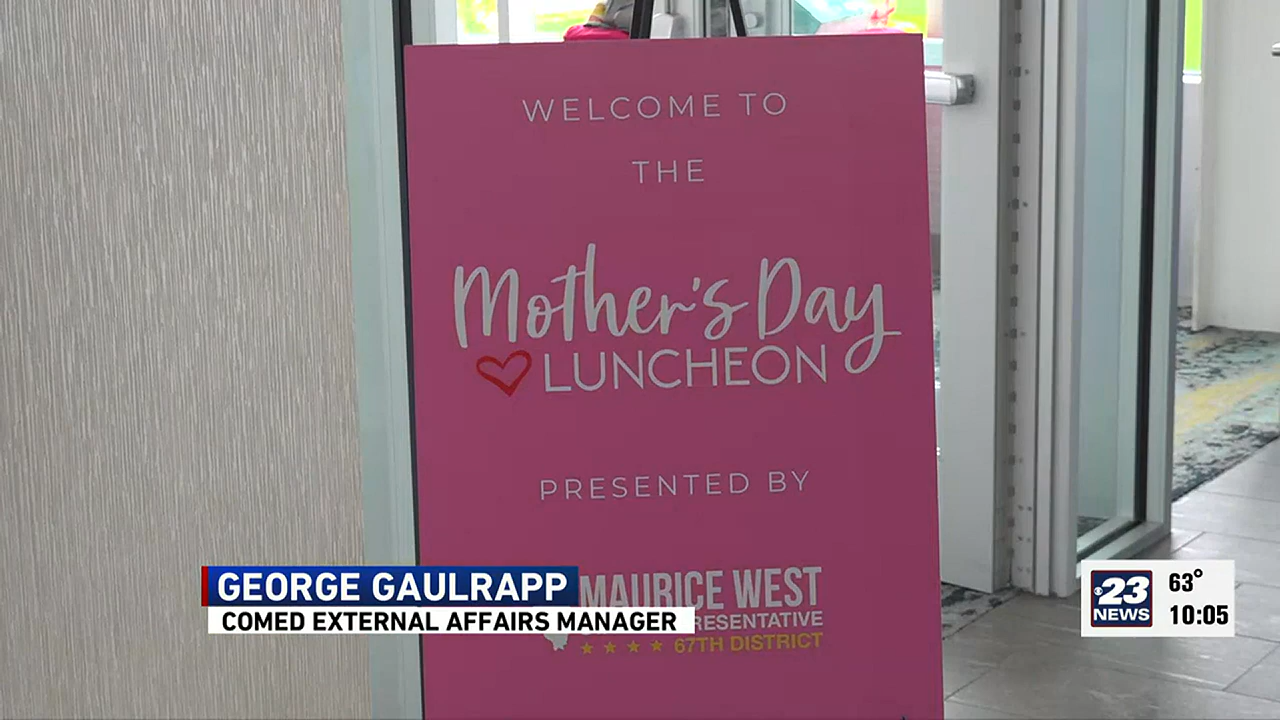 WELCOME TO
THE
Mother's Day
LUNCHEON
PRESENTED BY
MAURICE WEST
67TH DISTRICT
GEORGE GAULRAPP
COMED EXTERNAL AFFAIRS MANAGER
23
NEWS
63°
10:05